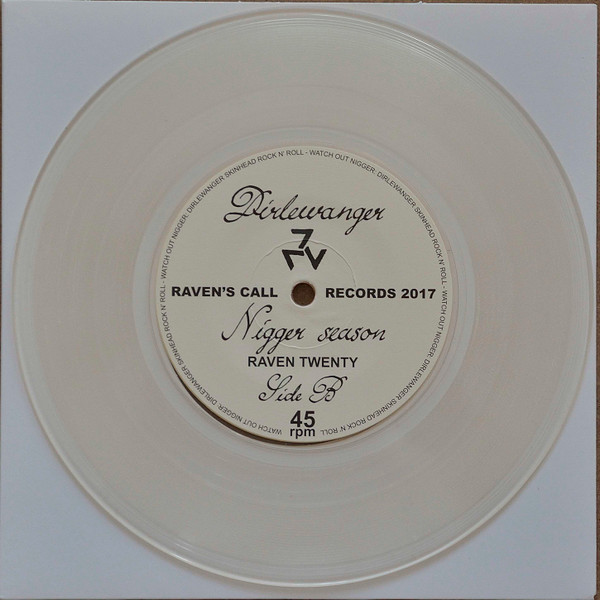 WATCH OUT NIGGER: DIRLEWANGER SKINHEAD ROCK N' ROLL - WATCH OUT NIGGER: DIRLEWANGER SKINHEAD ROCK N' ROLL - WATCH OUT NIGGER: DIRLEWANGER SKINHEAD ROCK N' ROLL
Dirlewanger
RAVEN'S CALL RECORDS 2017
Nigger season
RAVEN TWENTY
Side B
45
rpm